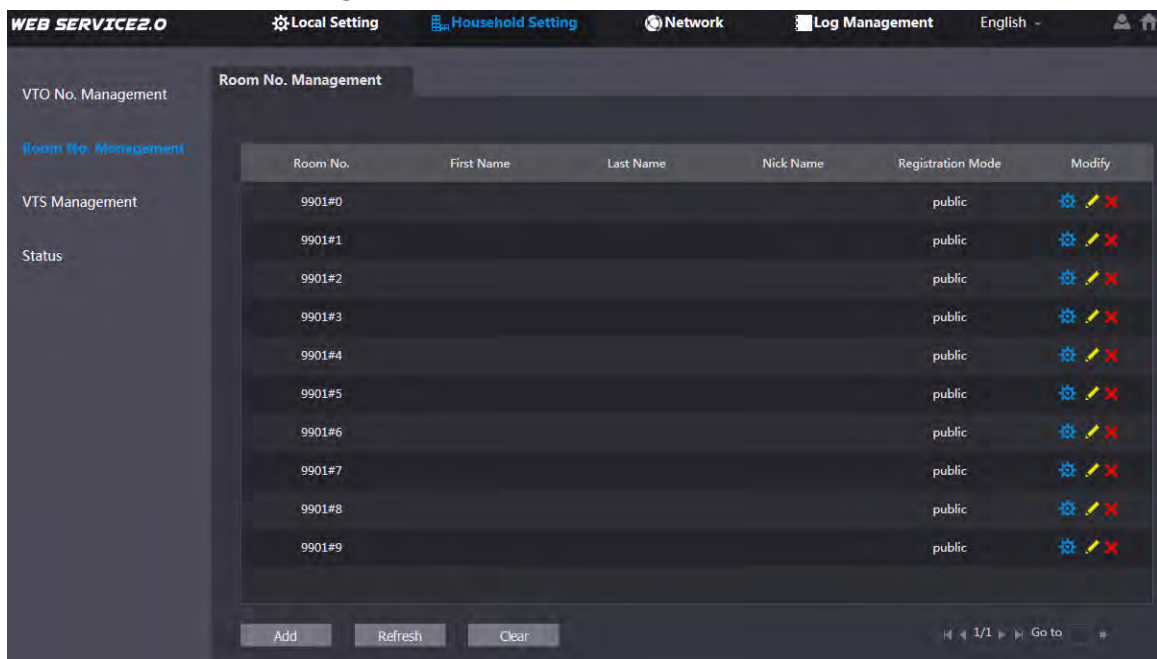 WEB SERVICE2.0 Local Setting Household Setting Network Log Management English
Room No. Management
VTO No. Management
Room No. Management
VTS Management
Status
Room No. First Name Last Name Nick Name Registration Mode Modify
9901#0 public
9901#1 public
9901#2 public
9901#3 public
9901#4 public
9901#5 public
9901#6 public
9901#7 public
9901#8 public
9901#9 public
Add Refresh Clear 1/1 Go to